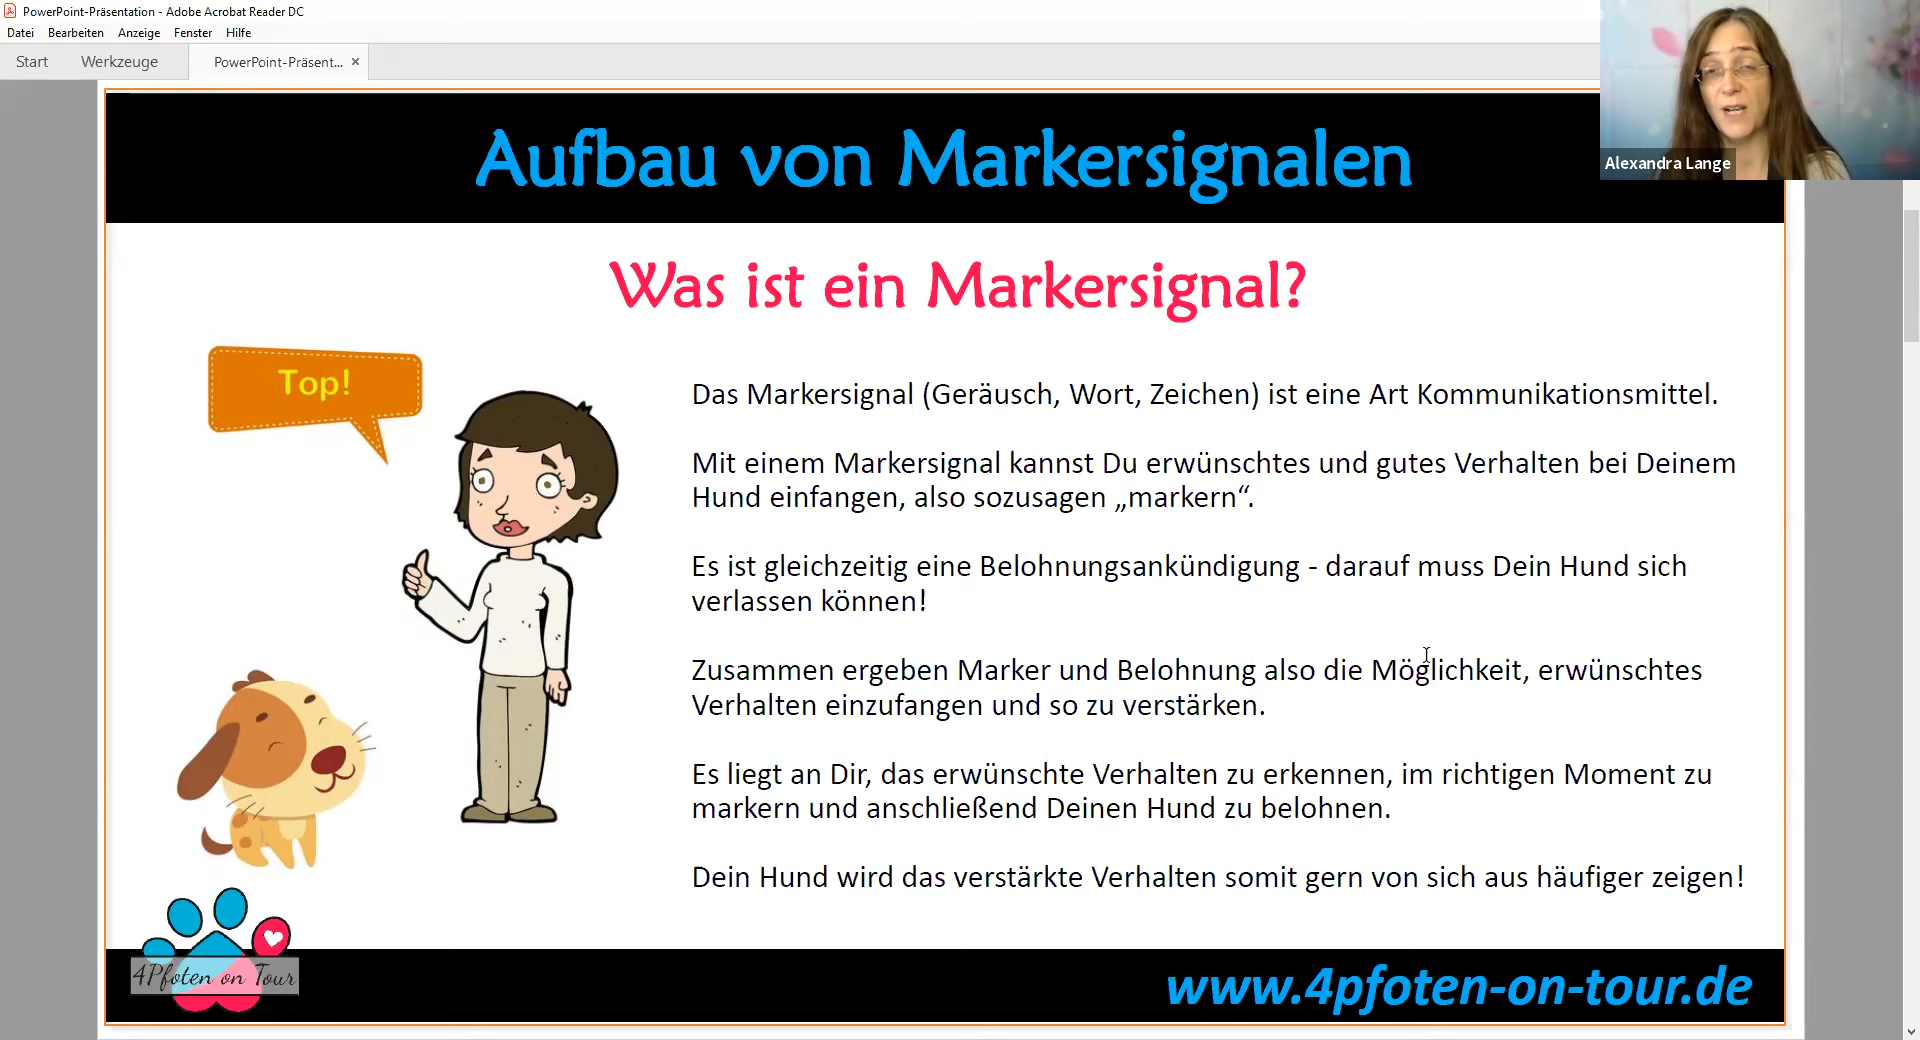 PowerPoint-Präsentation - Adobe Acrobat Reader DC
Datei Bearbeiten Anzeige Fenster Hilfe
Start Werkzeuge PowerPoint-Präsent... ×
Alexandra Lange
Aufbau von Markersignalen
Was ist ein Markersignal?
Top!
Das Markersignal (Geräusch, Wort, Zeichen) ist eine Art Kommunikationsmittel.
Mit einem Markersignal kannst Du erwünschtes und gutes Verhalten bei Deinem
Hund einfangen, also sozusagen „markern“.
Es ist gleichzeitig eine Belohnungsankündigung - darauf muss Dein Hund sich
verlassen können!
Zusammen ergeben Marker und Belohnung also die Möglichkeit, erwünschtes
Verhalten einzufangen und so zu verstärken.
Es liegt an Dir, das erwünschte Verhalten zu erkennen, im richtigen Moment zu
markern und anschließend Deinen Hund zu belohnen.
Dein Hund wird das verstärkte Verhalten somit gern von sich aus häufiger zeigen!
4Pfoten on Tour
www.4pfoten-on-tour.de